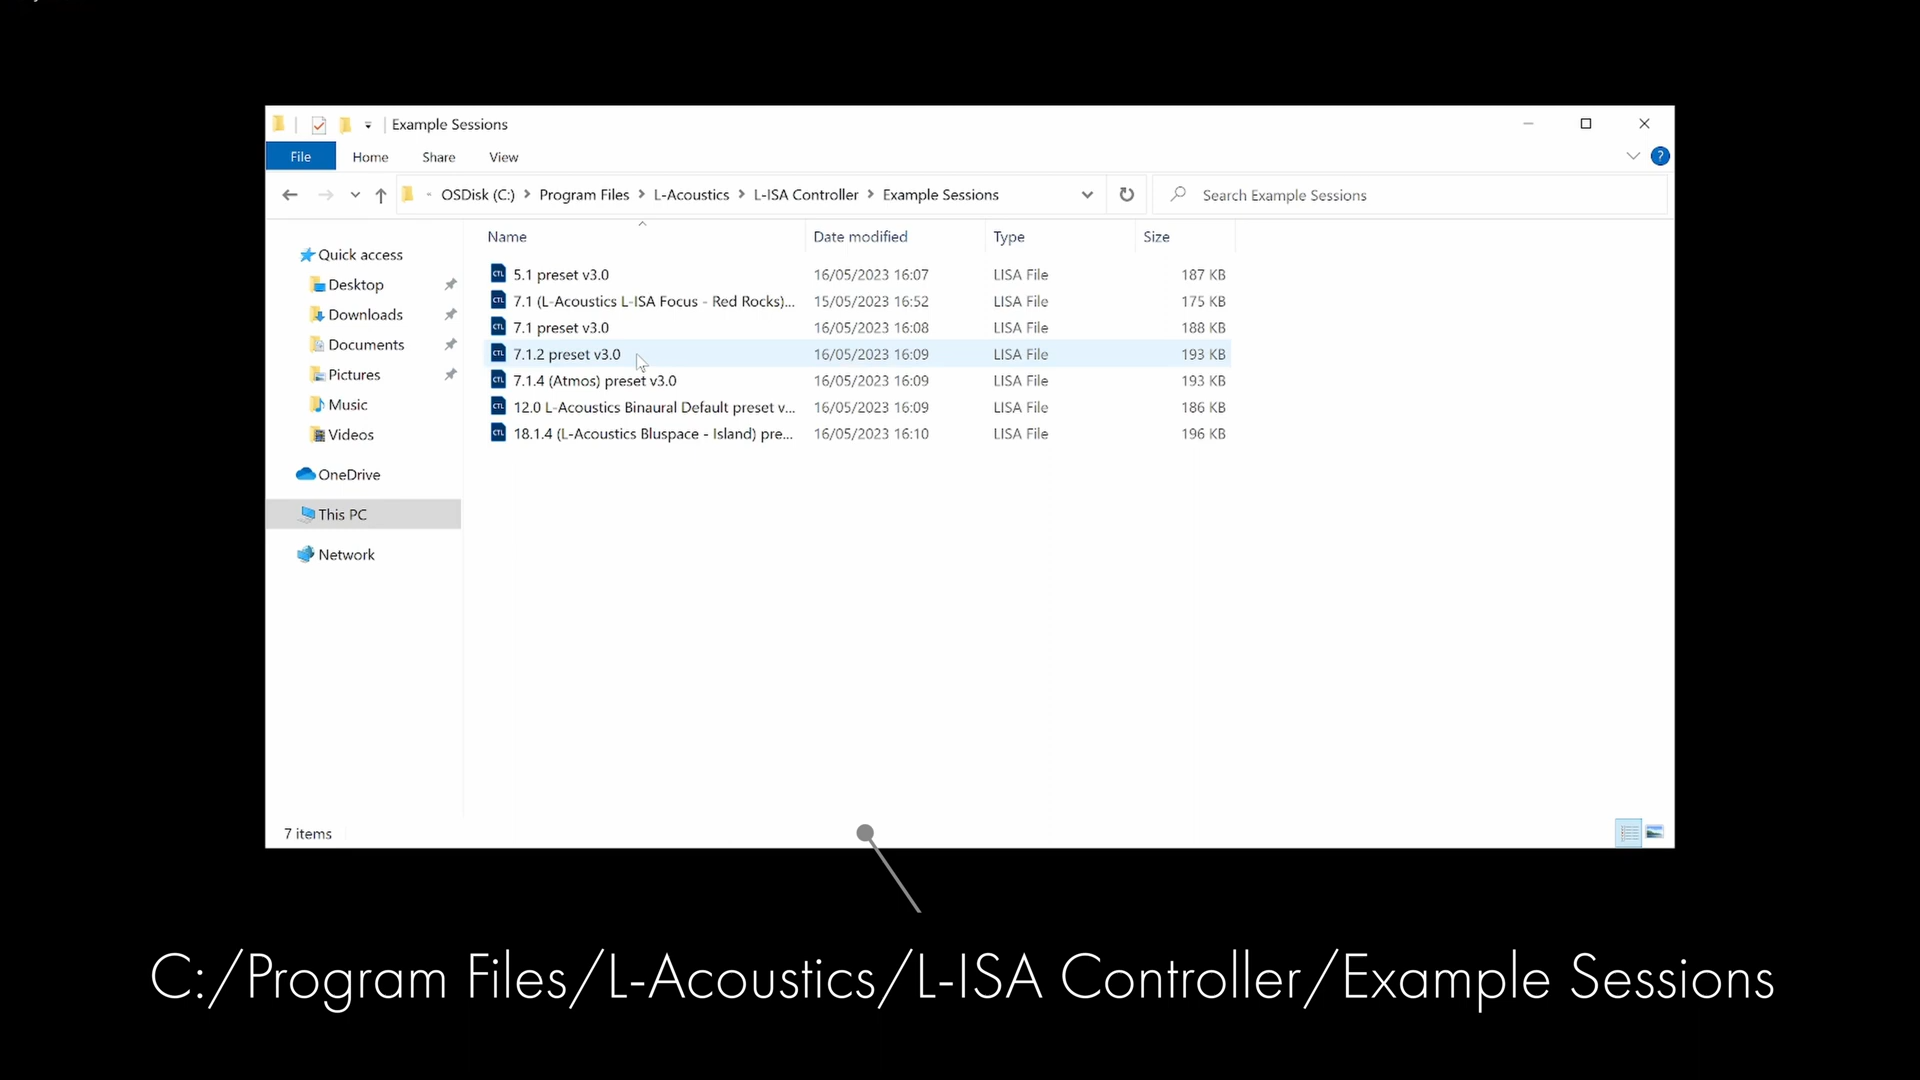 Example Sessions
File Home Share View
OSDisk (C:) Program Files L-Acoustics L-ISA Controller Example Sessions Search Example Sessions
Name Date modified Type Size
Quick access
Desktop
Downloads
Documents
Pictures
Music
Videos
OneDrive
This PC
Network
CTL 5.1 preset v3.0 16/05/2023 16:07 LISA File 187 KB
CTL 7.1 (L-Acoustics L-ISA Focus - Red Rocks)... 15/05/2023 16:52 LISA File 175 KB
CTL 7.1 preset v3.0 16/05/2023 16:08 LISA File 188 KB
CTL 7.1.2 preset v3.0 16/05/2023 16:09 LISA File 193 KB
CTL 7.1.4 (Atmos) preset v3.0 16/05/2023 16:09 LISA File 193 KB
CTL 12.0 L-Acoustics Binaural Default preset v... 16/05/2023 16:09 LISA File 186 KB
CTL 18.1.4 (L-Acoustics Bluspace - Island) pre... 16/05/2023 16:10 LISA File 196 KB
7 items
C:/Program Files/L-Acoustics/L-ISA Controller/Example Sessions